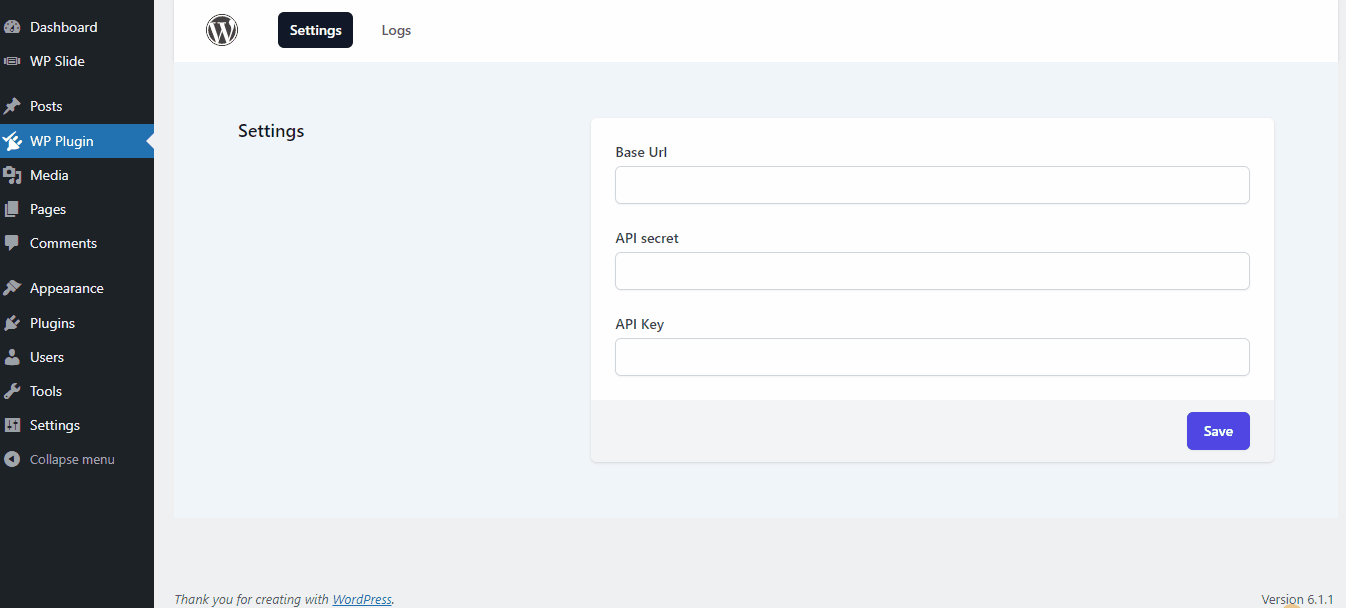 Dashboard
WP Slide
Posts
WP Plugin
Media
Pages
Comments
Appearance
Plugins
Users
Tools
Settings
Collapse menu
Settings Logs
Settings
Base Url
API secret
API Key
Save
Thank you for creating with WordPress.
Version 6.1.1